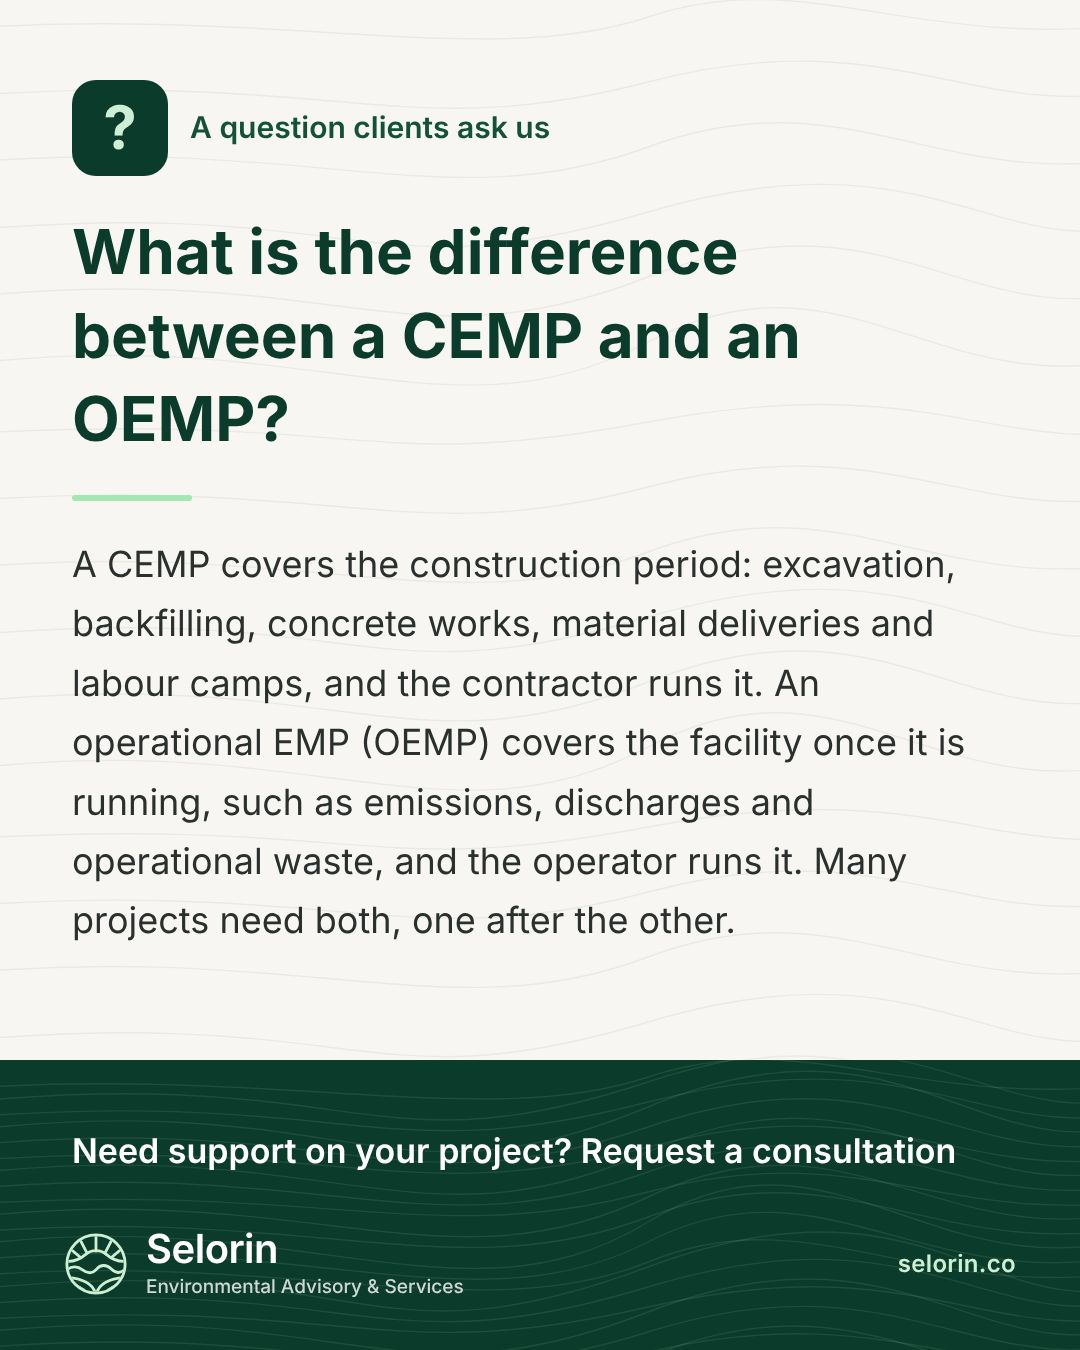 ?
A question clients ask us
What is the difference
between a CEMP and an
OEMP?
A CEMP covers the construction period: excavation,
backfilling, concrete works, material deliveries and
labour camps, and the contractor runs it. An
operational EMP (OEMP) covers the facility once it is
running, such as emissions, discharges and
operational waste, and the operator runs it. Many
projects need both, one after the other.
Need support on your project? Request a consultation
Selorin
Environmental Advisory & Services
selorin.co